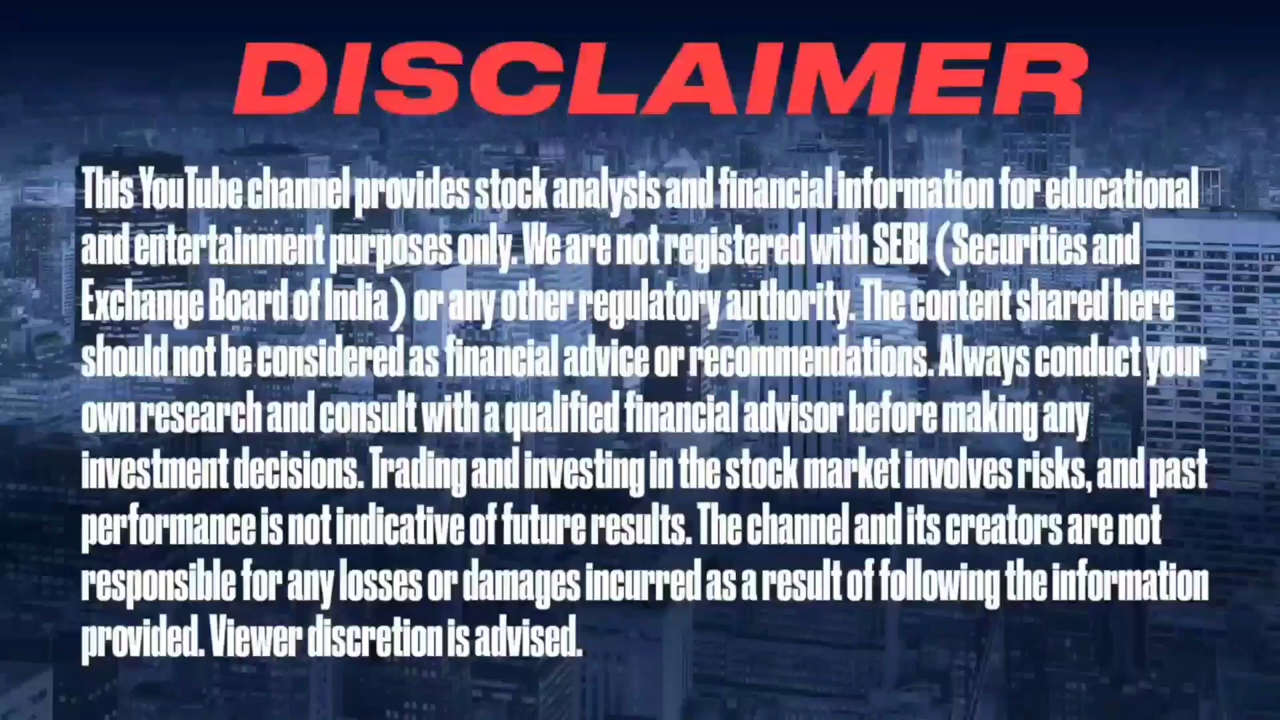 DISCLAIMER
This YouTube channel provides stock analysis and financial information for educational
and entertainment purposes only. We are not registered with SEBI (Securities and
Exchange Board of India) or any other regulatory authority. The content shared here
should not be considered as financial advice or recommendations. Always conduct your
own research and consult with a qualified financial advisor before making any
investment decisions. Trading and investing in the stock market involves risks, and past
performance is not indicative of future results. The channel and its creators are not
responsible for any losses or damages incurred as a result of following the information
provided. Viewer discretion is advised.